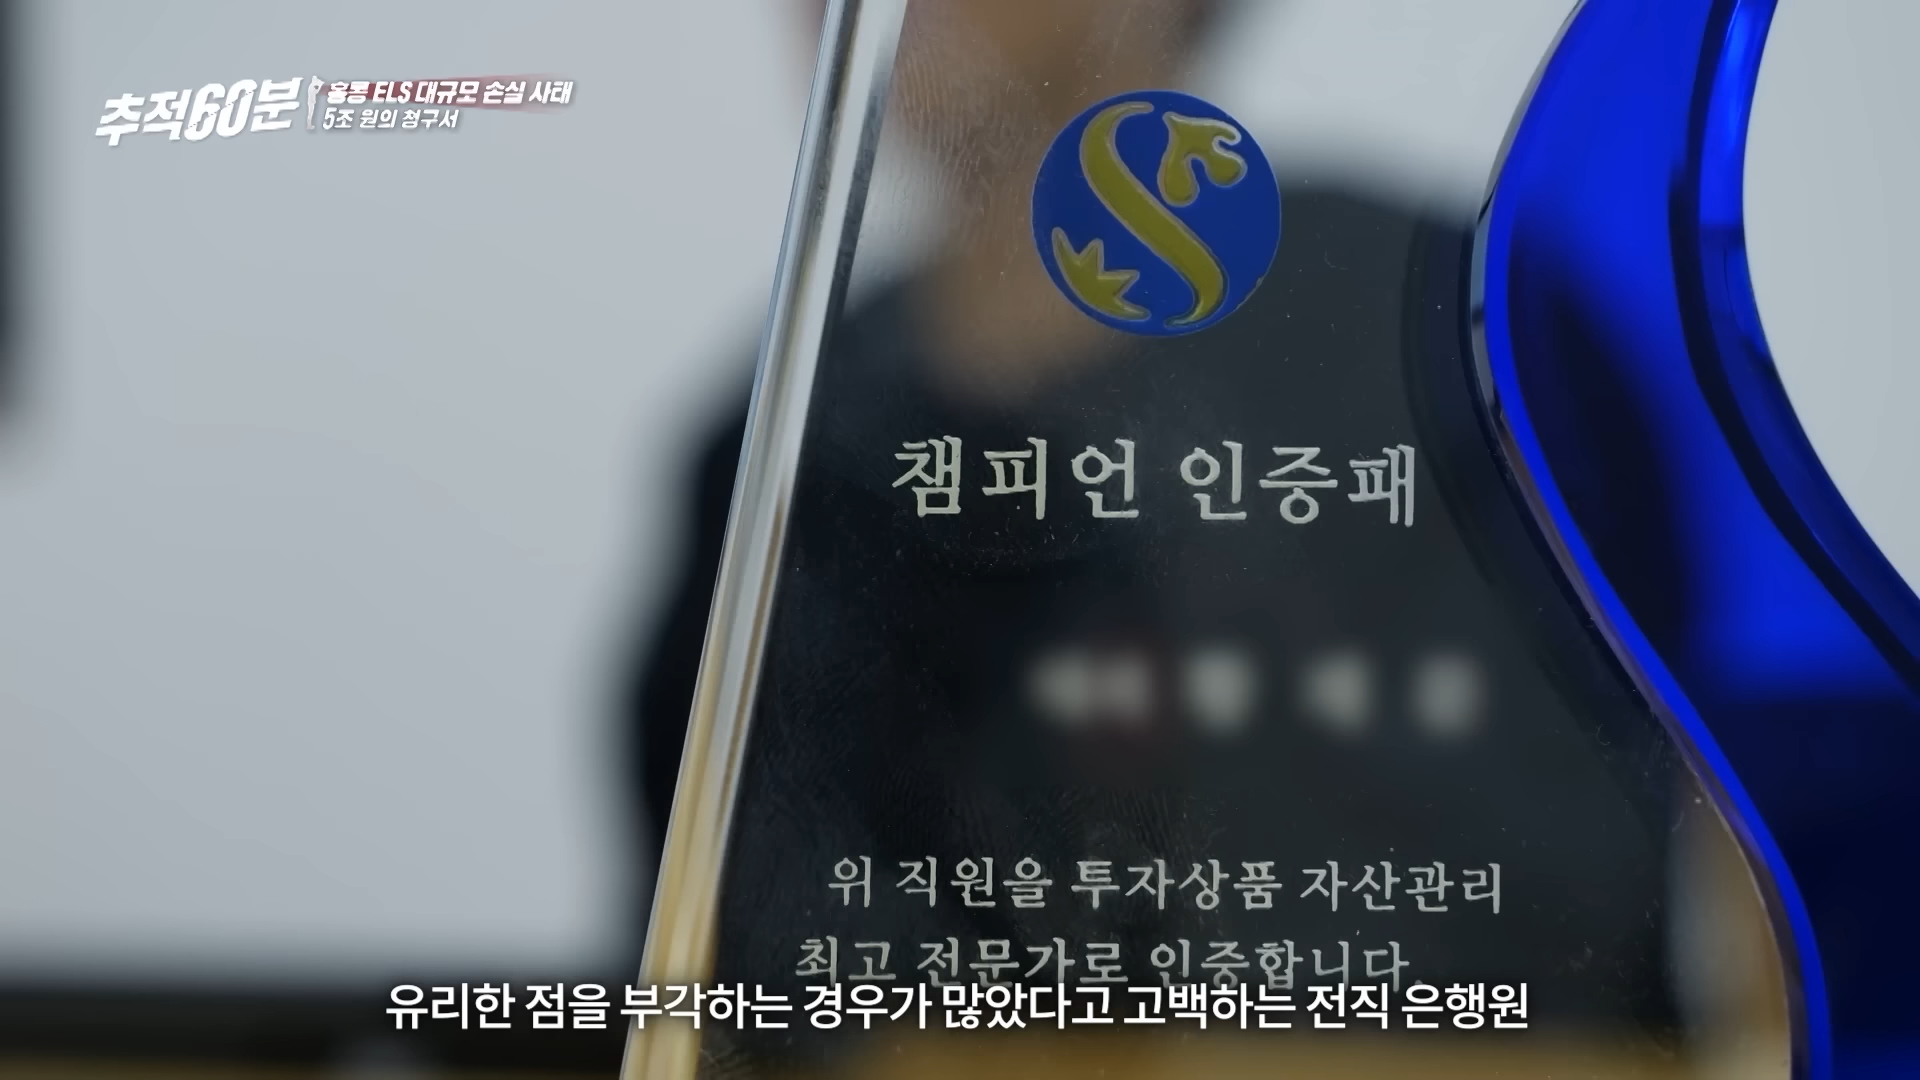 추적60분
홍콩 ELS 대규모 손실 사태
5조 원의 청구서
챔피언 인증패
위 직원을 투자상품 자산관리
최고 전문가로 인증합니다.
유리한 점을 부각하는 경우가 많았다고 고백하는 전직 은행원